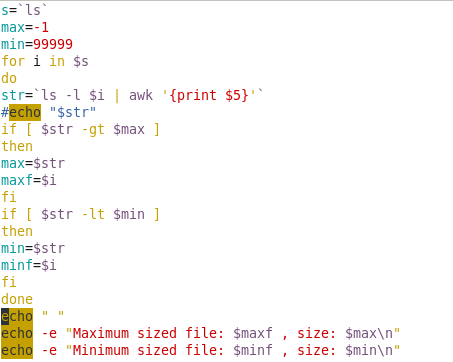 s=`ls`
max=-1
min=99999
for i in $s
do
str=`ls -l $i | awk '{print $5}'`
#echo "$str"
if [ $str -gt $max ]
then
max=$str
maxf=$i
fi
if [ $str -lt $min ]
then
min=$str
minf=$i
fi
done
echo " "
echo -e "Maximum sized file: $maxf , size: $max\n"
echo -e "Minimum sized file: $minf , size: $min\n"